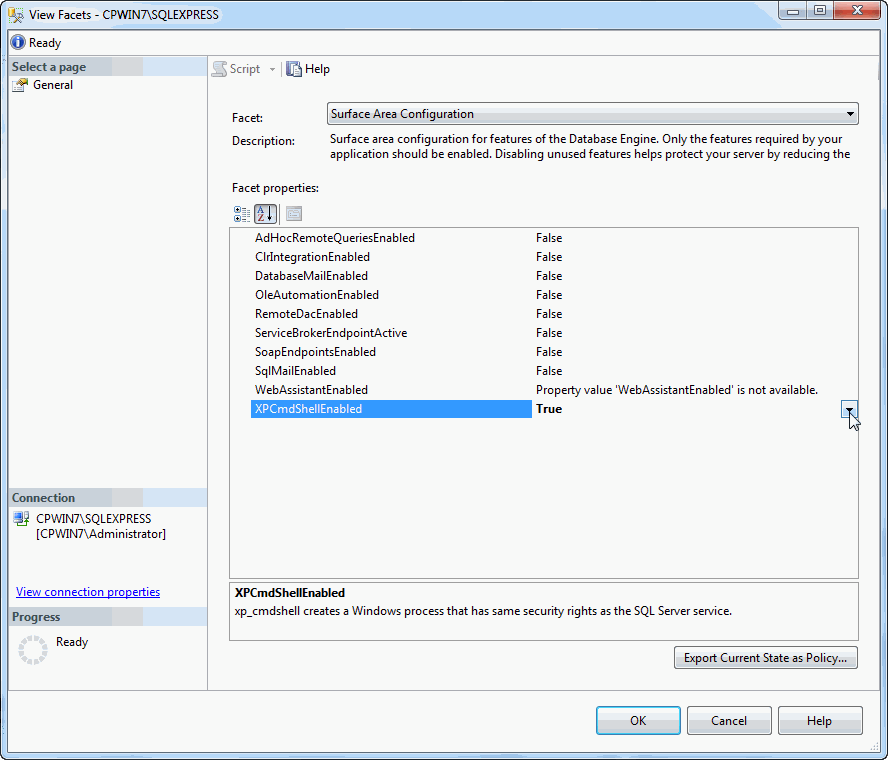 View Facets - CPWIN7\SQLEXPRESS
Ready
Select a page
General
Script
Help
Facet:
Surface Area Configuration
Description:
Surface area configuration for features of the Database Engine. Only the features required by your
application should be enabled. Disabling unused features helps protect your server by reducing the
Facet properties:
AdHocRemoteQueriesEnabled False
ClrIntegrationEnabled False
DatabaseMailEnabled False
OleAutomationEnabled False
RemoteDacEnabled False
ServiceBrokerEndpointActive False
SoapEndpointsEnabled False
SqlMailEnabled False
WebAssistantEnabled Property value 'WebAssistantEnabled' is not available.
XPCmdShellEnabled True
Connection
CPWIN7\SQLEXPRESS
[CPWIN7\Administrator]
View connection properties
Progress
Ready
XPCmdShellEnabled
xp_cmdshell creates a Windows process that has same security rights as the SQL Server service.
Export Current State as Policy...
OK
Cancel
Help